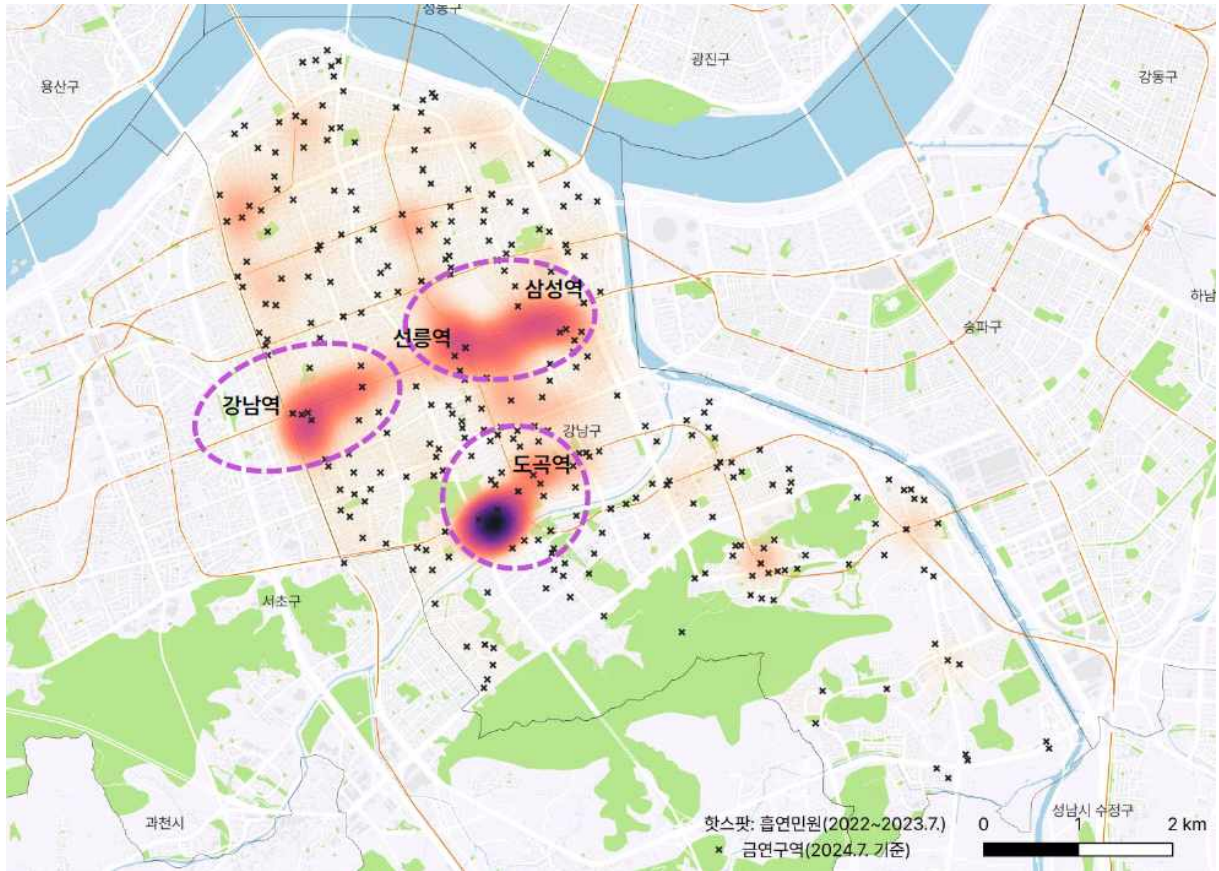 성동구
용산구
광진구
강동구
삼성역
하남
선릉역
송파구
강남역
강남구
도곡역
서초구
과천시
성남시 수정구
핫스팟: 흡연민원(2022~2023.7.)
0 1 2 km
× 금연구역(2024.7. 기준)